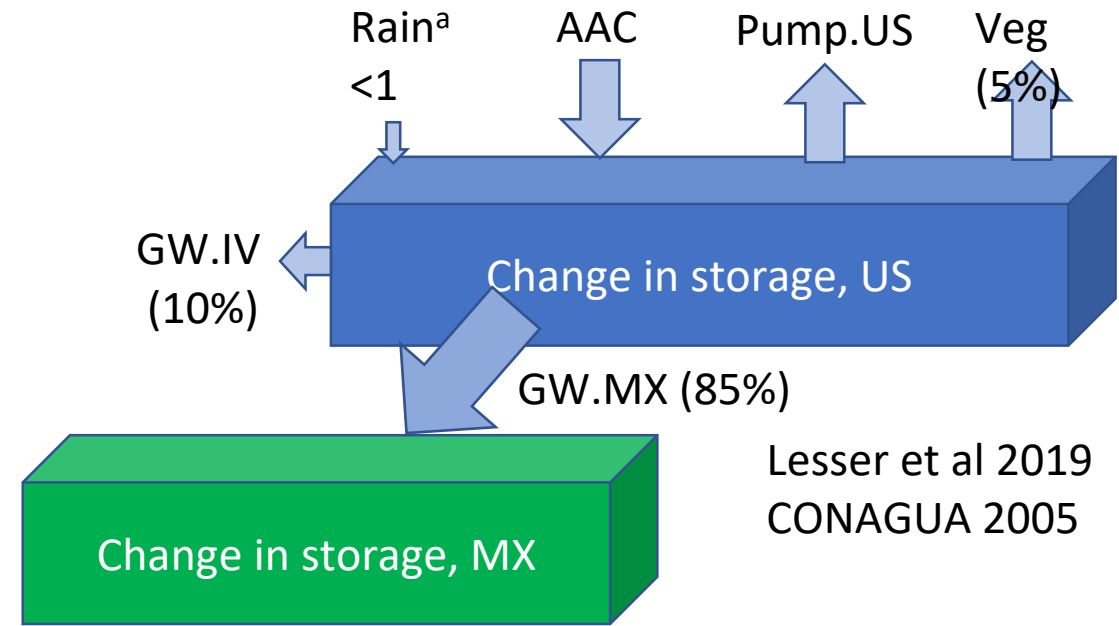 Rainᵃ
<1
AAC
Pump.US
Veg
(5%)
GW.IV
(10%)
Change in storage, US
GW.MX (85%)
Lesser et al 2019
CONAGUA 2005
Change in storage, MX